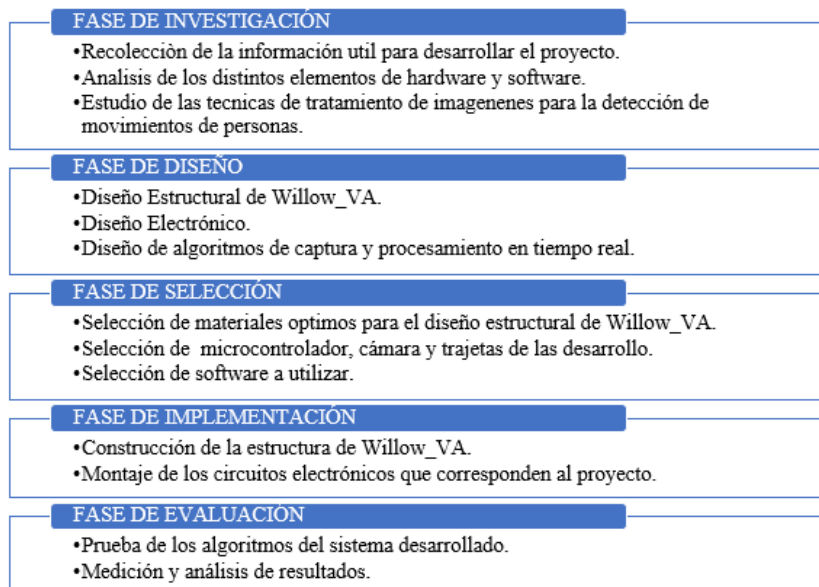 FASE DE INVESTIGACIÓN
•Recolecciòn de la información util para desarrollar el proyecto.
•Analisis de los distintos elementos de hardware y software.
•Estudio de las tecnicas de tratamiento de imagenenes para la detección de
movimientos de personas.
FASE DE DISEÑO
•Diseño Estructural de Willow_VA.
•Diseño Electrónico.
•Diseño de algoritmos de captura y procesamiento en tiempo real.
FASE DE SELECCIÓN
•Selección de materiales optimos para el diseño estructural de Willow_VA.
•Selección de microcontrolador, cámara y trajetas de las desarrollo.
•Selección de software a utilizar.
FASE DE IMPLEMENTACIÓN
•Construcción de la estructura de Willow_VA.
•Montaje de los circuitos electrónicos que corresponden al proyecto.
FASE DE EVALUACIÓN
•Prueba de los algoritmos del sistema desarrollado.
•Medición y análisis de resultados.